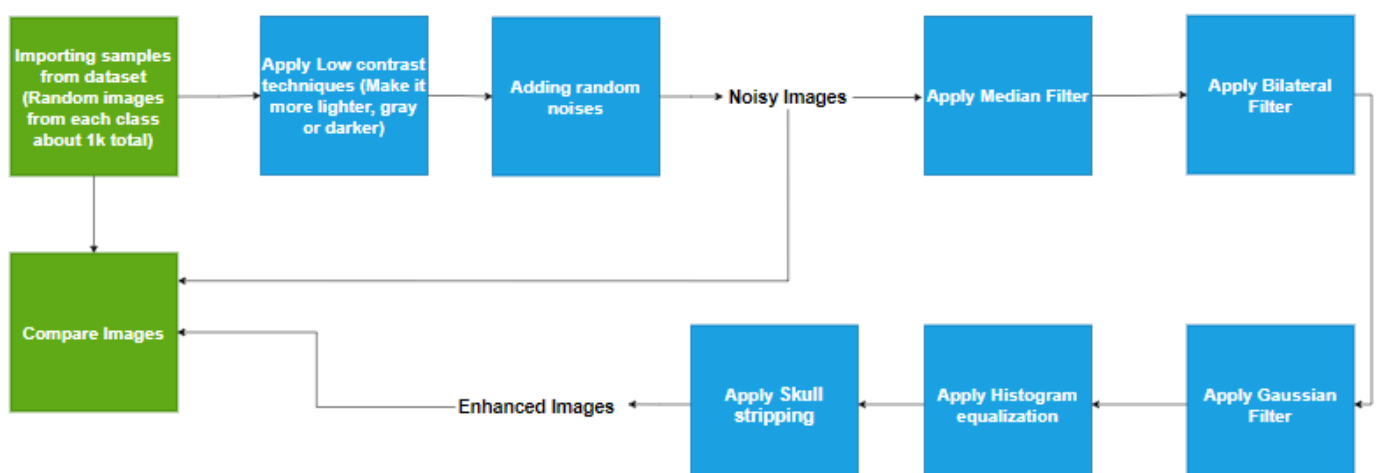 Importing samples
from dataset
(Random images
from each class
about 1k total)
Apply Low contrast
techniques (Make it
more lighter, gray
or darker)
Adding random
noises
Noisy Images
Apply Median Filter
Apply Bilateral
Filter
Compare Images
Enhanced Images
Apply Skull
stripping
Apply Histogram
equalization
Apply Gaussian
Filter